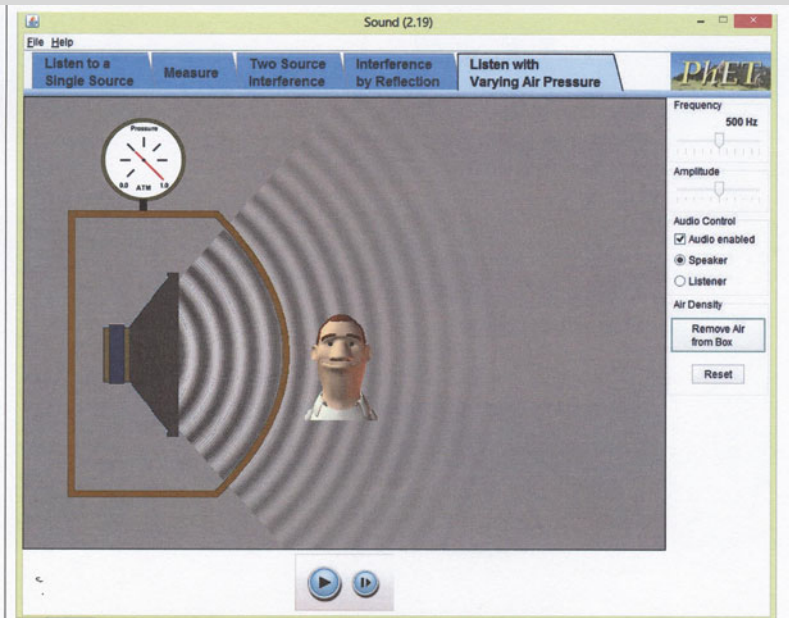 Sound (2.19)
File Help
Listen to a
Single Source
Measure
Two Source
Interference
Interference
by Reflection
Listen with
Varying Air Pressure
PhET
Frequency
500 Hz
Amplitude
Audio Control
Audio enabled
Speaker
Listener
Air Density
Remove Air
from Box
Reset
Pressure
0.0 ATM 1.0